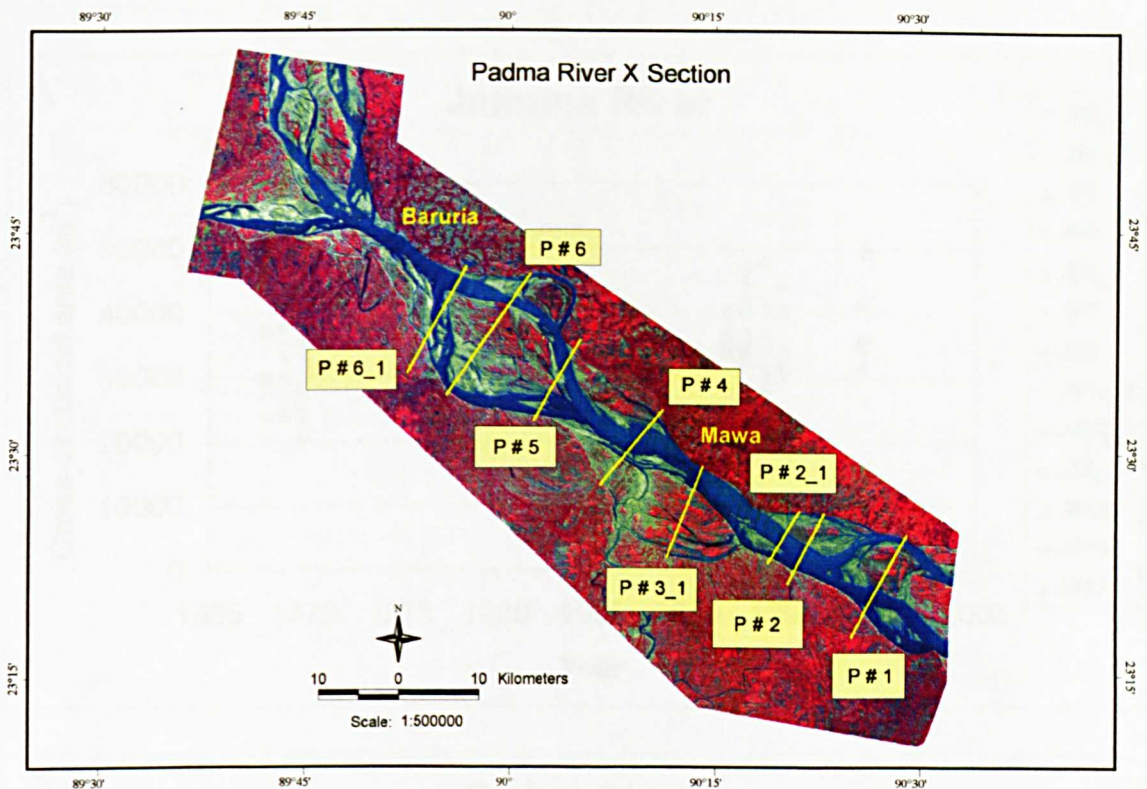 89°30' 89°45' 90° 90°15' 90°30'
Padma River X Section
23°45' 23°45'
Baruria
P # 6
P # 6_1
P # 4
Mawa
P # 5
23°30' 23°30'
P # 2_1
P # 3_1
P # 2
P # 1
N
23°15' 23°15'
10 0 10 Kilometers
Scale: 1:500000
89°30' 89°45' 90° 90°15' 90°30'